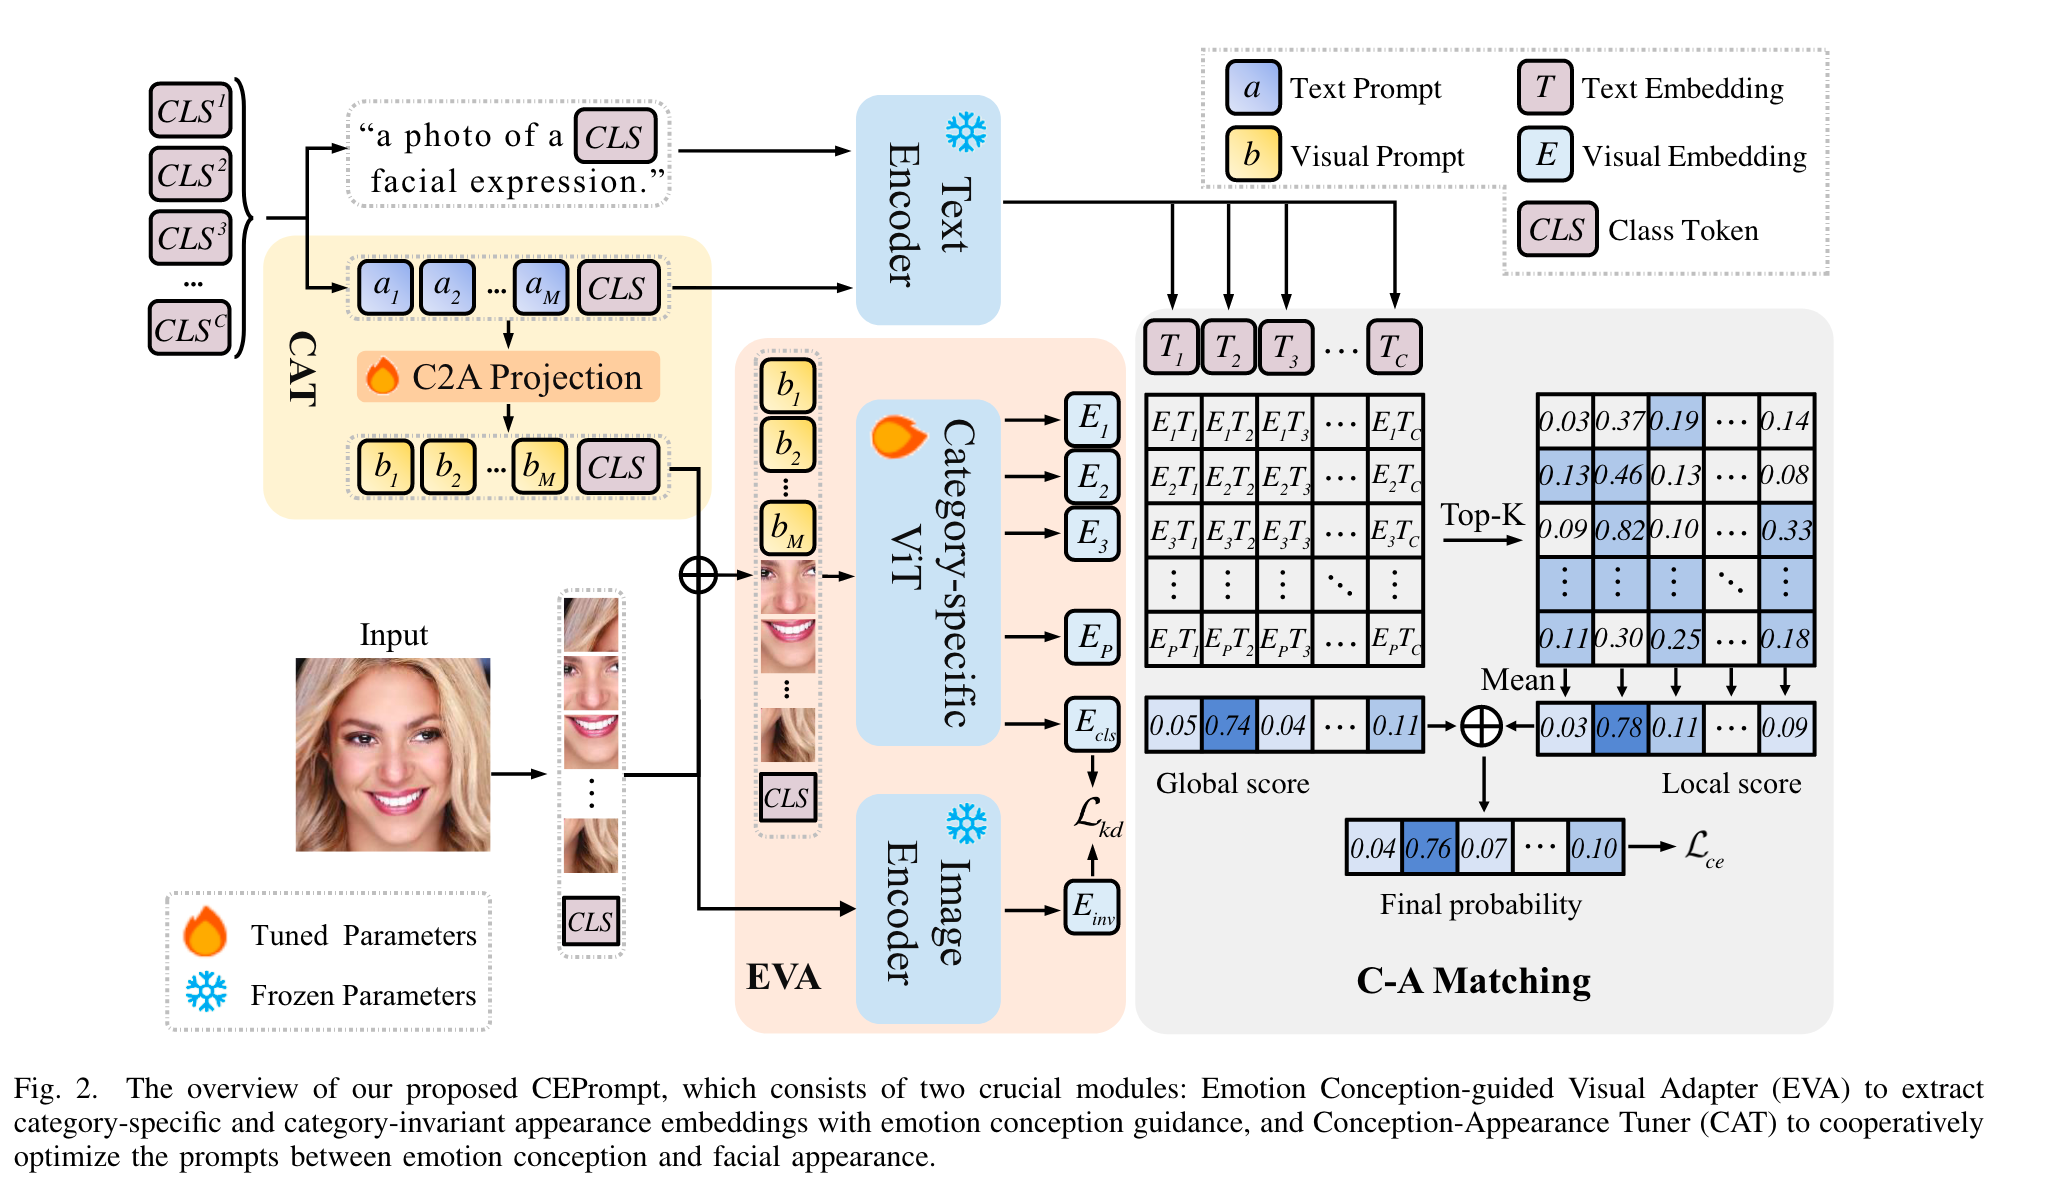 CLS^1
CLS^2
CLS^3
...
CLS^C
“a photo of a CLS
facial expression.”
a_1 a_2 ... a_M CLS
CAT
C2A Projection
b_1 b_2 ... b_M CLS
Text
Encoder
a Text Prompt
b Visual Prompt
T Text Embedding
E Visual Embedding
CLS Class Token
Input
CLS
Tuned Parameters
Frozen Parameters
b_1
b_2
...
b_M
...
CLS
Category-specific
ViT
Image
Encoder
EVA
E_1
E_2
E_3
E_P
E_cls
ℒ_kd
E_inv
T_1 T_2 T_3 ... T_C
E_1T_1 E_1T_2 E_1T_3 ... E_1T_C
E_2T_1 E_2T_2 E_2T_3 ... E_2T_C
E_3T_1 E_3T_2 E_3T_3 ... E_3T_C
⋮ ⋮ ⋮ ⋱ ⋮
E_PT_1 E_PT_2 E_PT_3 ... E_PT_C
Top-K
0.03 0.37 0.19 ... 0.14
0.13 0.46 0.13 ... 0.08
0.09 0.82 0.10 ... 0.33
⋮ ⋮ ⋮ ⋱ ⋮
0.11 0.30 0.25 ... 0.18
Mean
0.05 0.74 0.04 ... 0.11
0.03 0.78 0.11 ... 0.09
Global score
Local score
0.04 0.76 0.07 ... 0.10
ℒ_ce
Final probability
C-A Matching
Fig. 2. The overview of our proposed CEPrompt, which consists of two crucial modules: Emotion Conception-guided Visual Adapter (EVA) to extract
category-specific and category-invariant appearance embeddings with emotion conception guidance, and Conception-Appearance Tuner (CAT) to cooperatively
optimize the prompts between emotion conception and facial appearance.